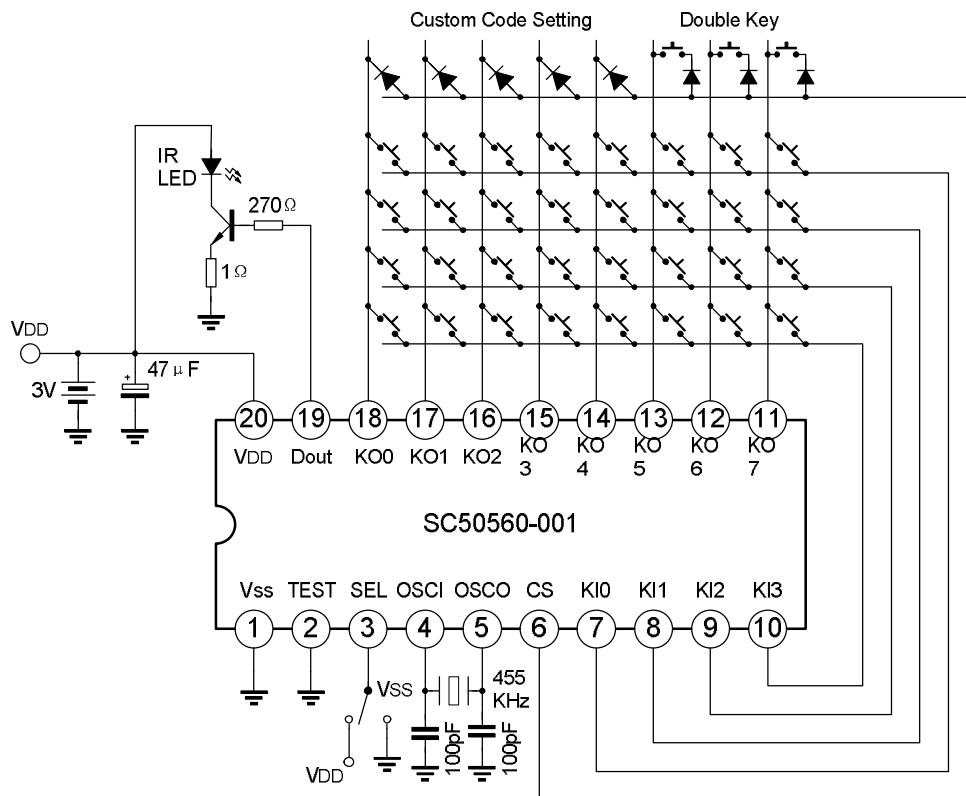 Custom Code Setting Double Key
IR
LED
270Ω
1Ω
VDD
3V
+
47μF
20 19 18 17 16 15 14 13 12 11
VDD Dout KO0 KO1 KO2 KO KO KO KO KO
3 4 5 6 7
SC50560-001
Vss TEST SEL OSCI OSCO CS KI0 KI1 KI2 KI3
1 2 3 4 5 6 7 8 9 10
VSS
455
KHz
100pF 100pF
VDD